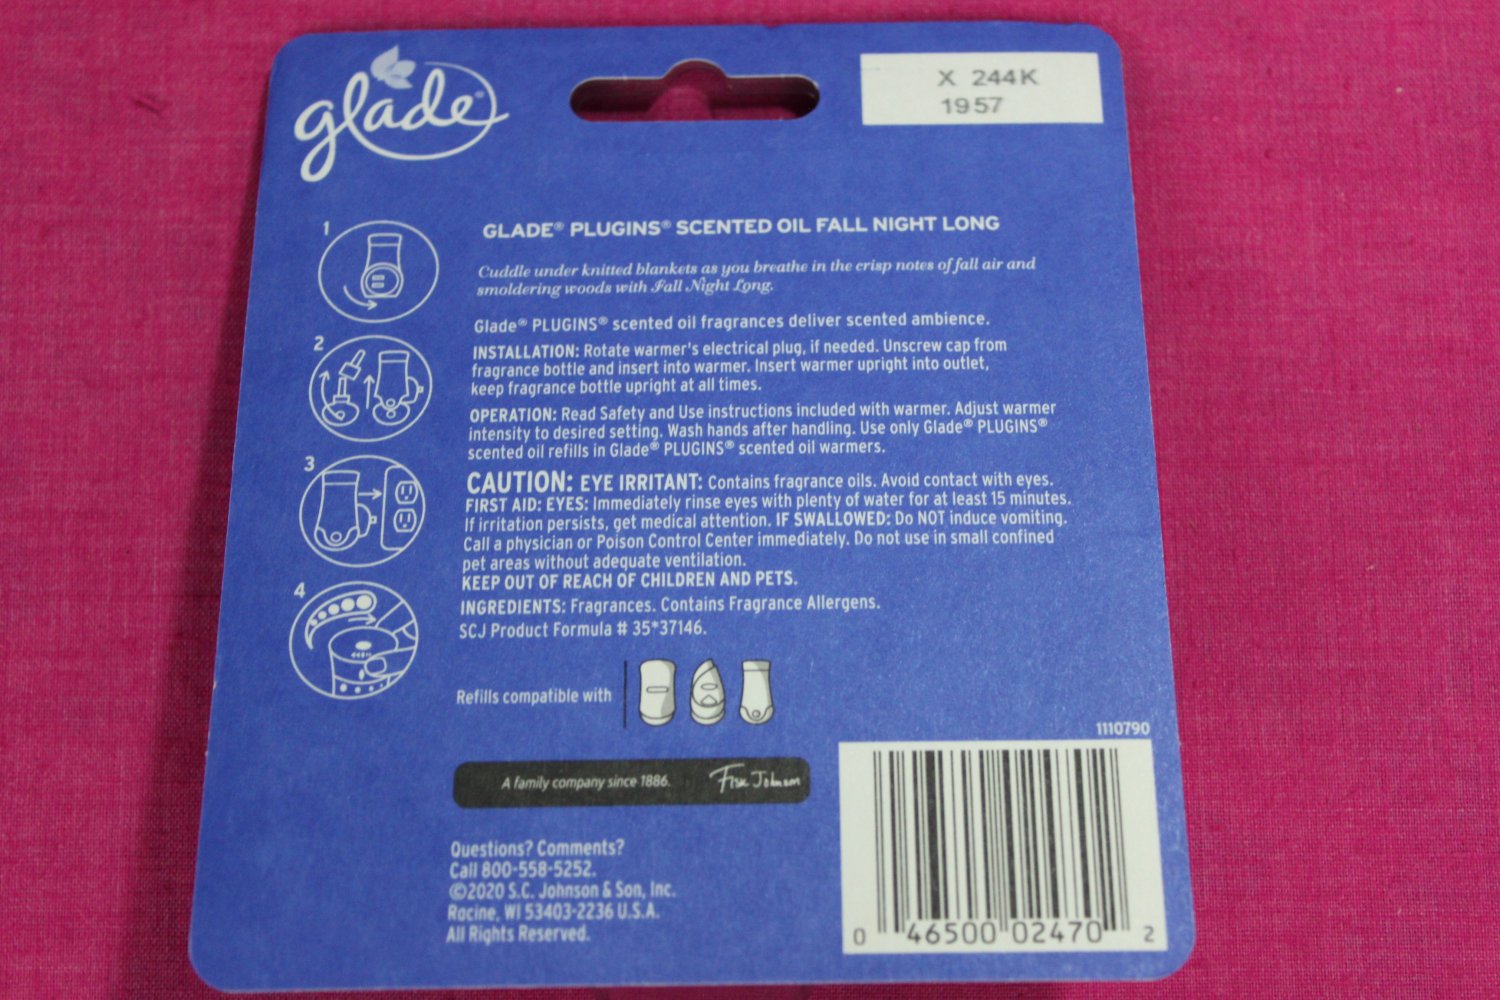 glade®
X 244K
1957
GLADE® PLUGINS® SCENTED OIL FALL NIGHT LONG
Cuddle under knitted blankets as you breathe in the crisp notes of fall air and
smoldering woods with Fall Night Long.
Glade® PLUGINS® scented oil fragrances deliver scented ambience.
INSTALLATION: Rotate warmer's electrical plug, if needed. Unscrew cap from
fragrance bottle and insert into warmer. Insert warmer upright into outlet,
keep fragrance bottle upright at all times.
OPERATION: Read Safety and Use instructions included with warmer. Adjust warmer
intensity to desired setting. Wash hands after handling. Use only Glade® PLUGINS®
scented oil refills in Glade® PLUGINS® scented oil warmers.
CAUTION: EYE IRRITANT: Contains fragrance oils. Avoid contact with eyes.
FIRST AID: EYES: Immediately rinse eyes with plenty of water for at least 15 minutes.
If irritation persists, get medical attention. IF SWALLOWED: Do NOT induce vomiting.
Call a physician or Poison Control Center immediately. Do not use in small confined
pet areas without adequate ventilation.
KEEP OUT OF REACH OF CHILDREN AND PETS.
INGREDIENTS: Fragrances. Contains Fragrance Allergens.
SCJ Product Formula # 35*37146.
1
2
3
4
Refills compatible with
A family company since 1886. Fisk Johnson
Questions? Comments?
Call 800-558-5252.
©2020 S.C. Johnson & Son, Inc.
Racine, WI 53403-2236 U.S.A.
All Rights Reserved.
1110790
0 46500 02470 2